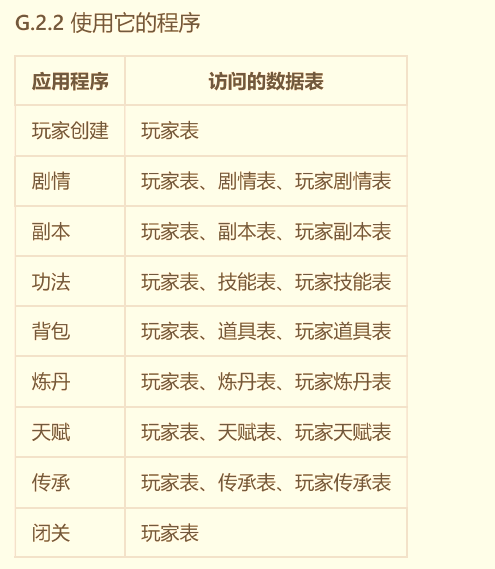 G.2.2 使用它的程序
应用程序 访问的数据表
玩家创建 玩家表
剧情 玩家表、剧情表、玩家剧情表
副本 玩家表、副本表、玩家副本表
功法 玩家表、技能表、玩家技能表
背包 玩家表、道具表、玩家道具表
炼丹 玩家表、炼丹表、玩家炼丹表
天赋 玩家表、天赋表、玩家天赋表
传承 玩家表、传承表、玩家传承表
闭关 玩家表